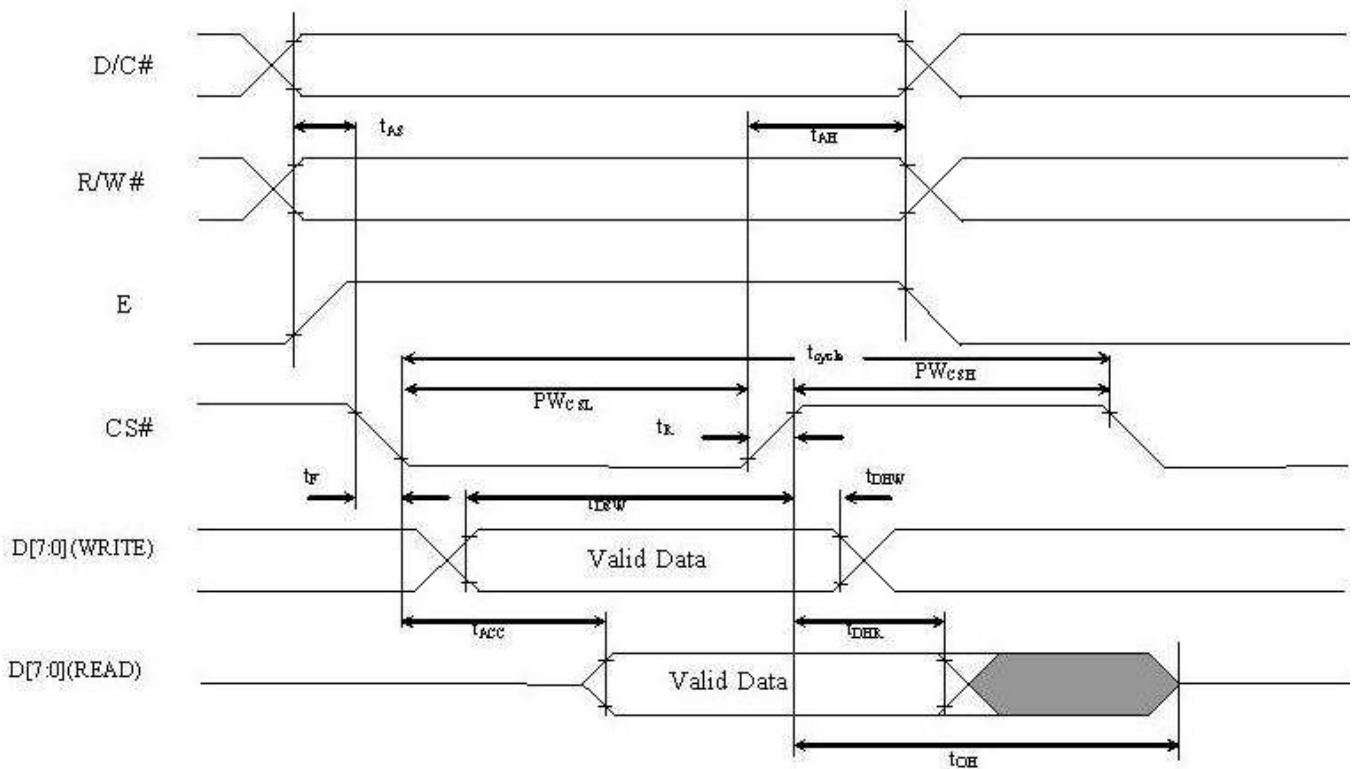 D/C#
tAS
tAH
R/W#
E
tcycle
PWCSH
PWCSL
CS#
tR
tF
tDHW
tDSW
D[7:0](WRITE)
Valid Data
tACC
tDHR
D[7:0](READ)
Valid Data
tOH